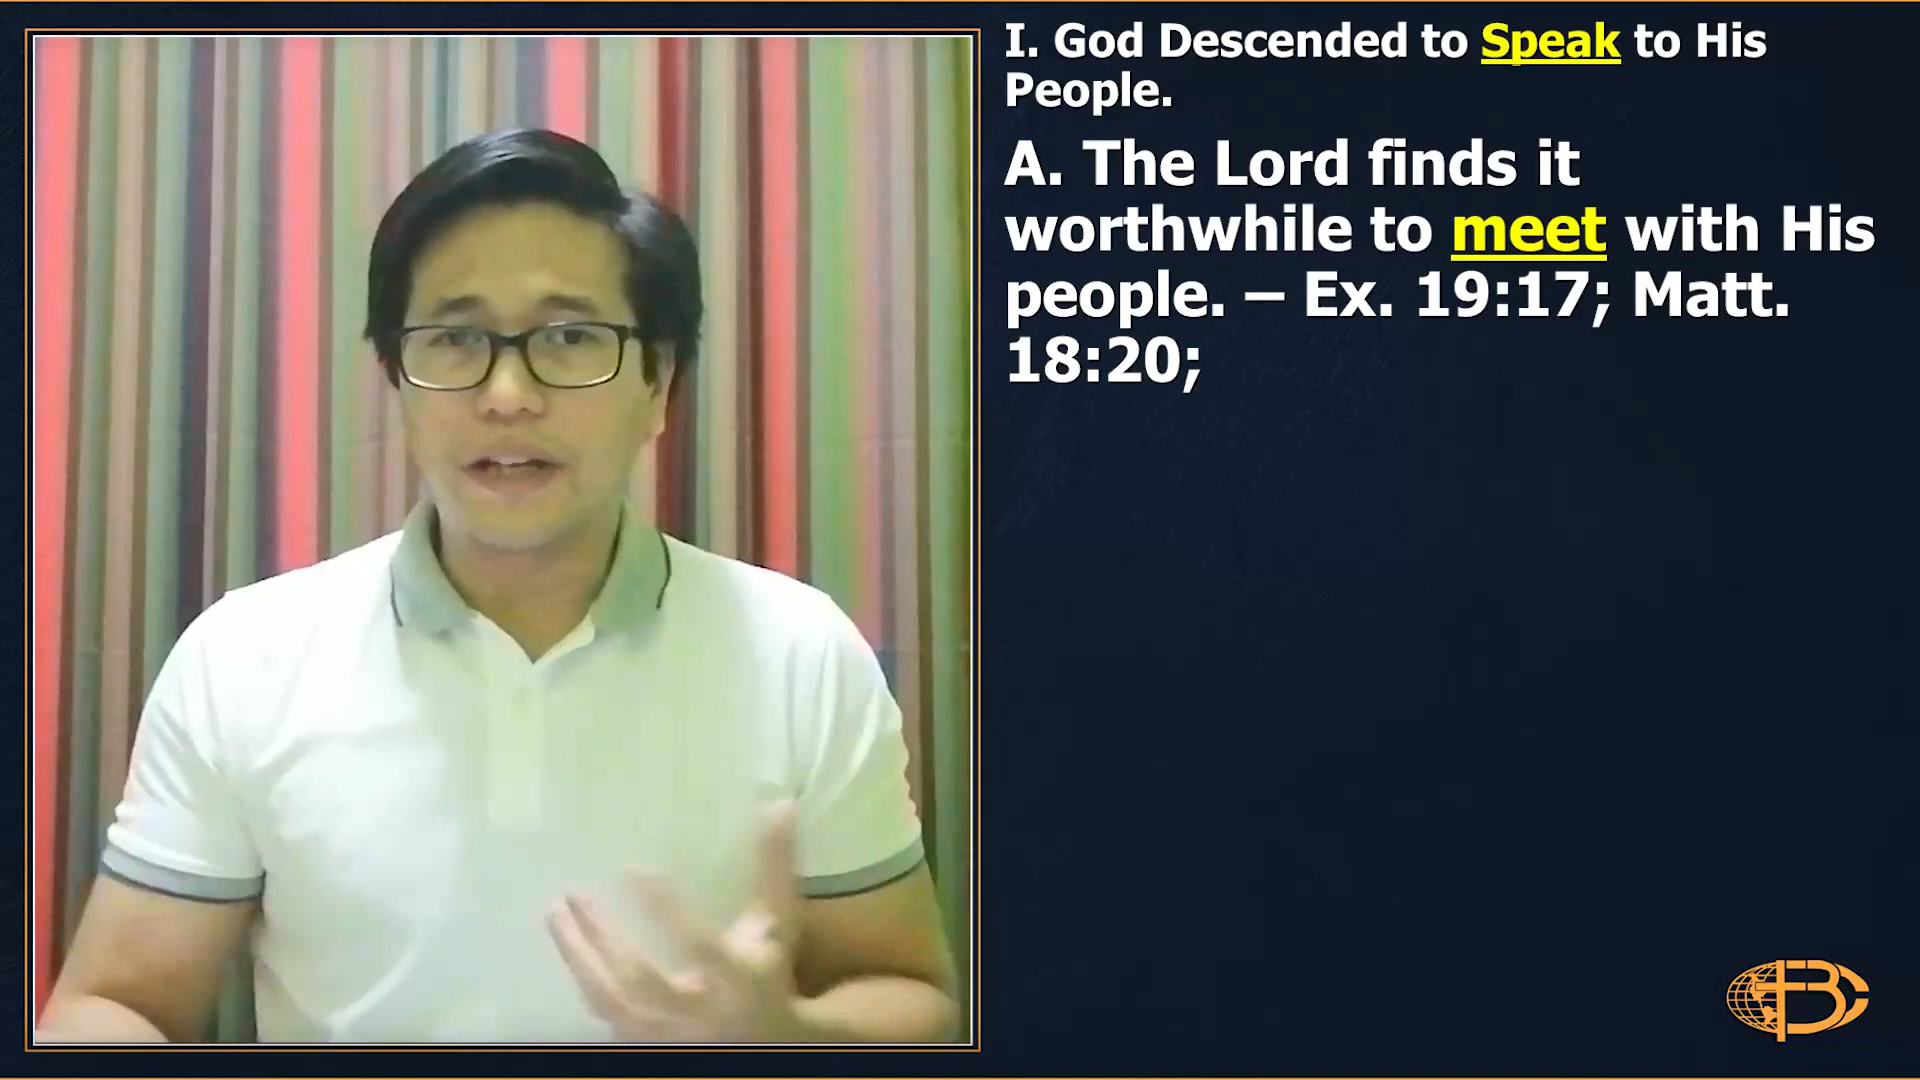 I. God Descended to Speak to His
People.
A. The Lord finds it
worthwhile to meet with His
people. – Ex. 19:17; Matt.
18:20;